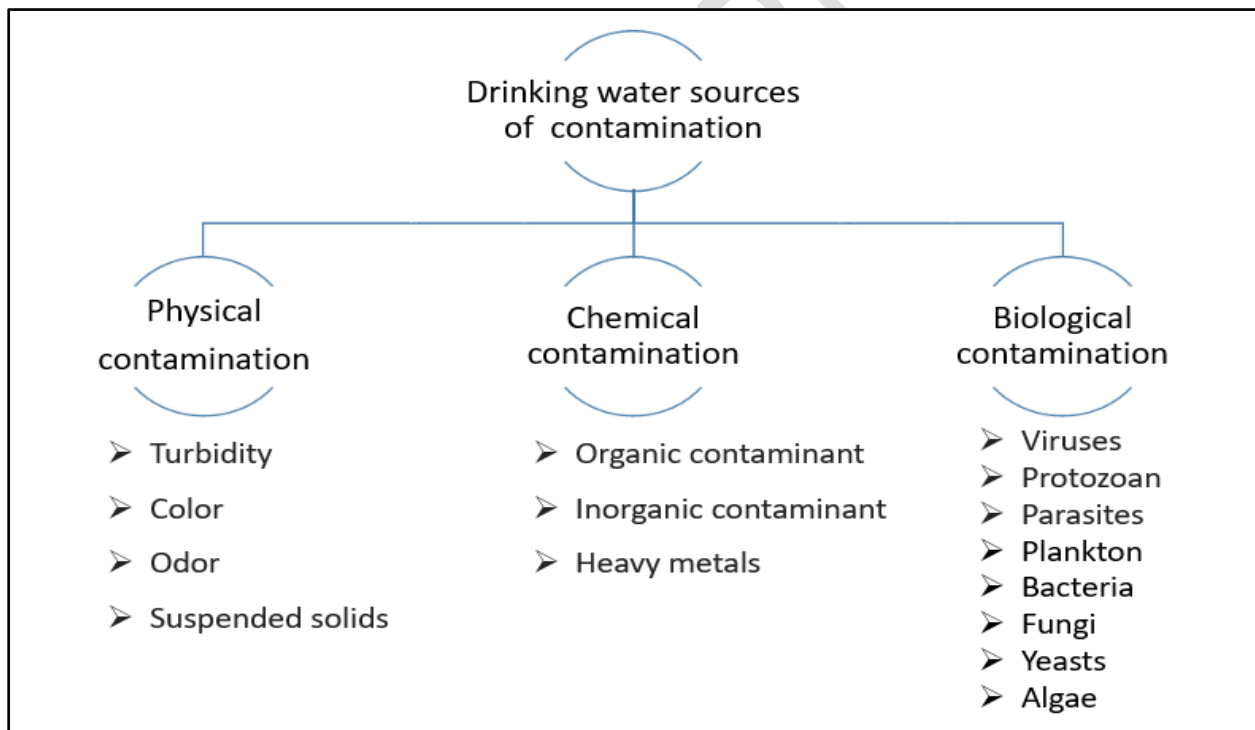 Drinking water sources
of contamination
Physical
contamination
Turbidity
Color
Odor
Suspended solids
Chemical
contamination
Organic contaminant
Inorganic contaminant
Heavy metals
Biological
contamination
Viruses
Protozoan
Parasites
Plankton
Bacteria
Fungi
Yeasts
Algae